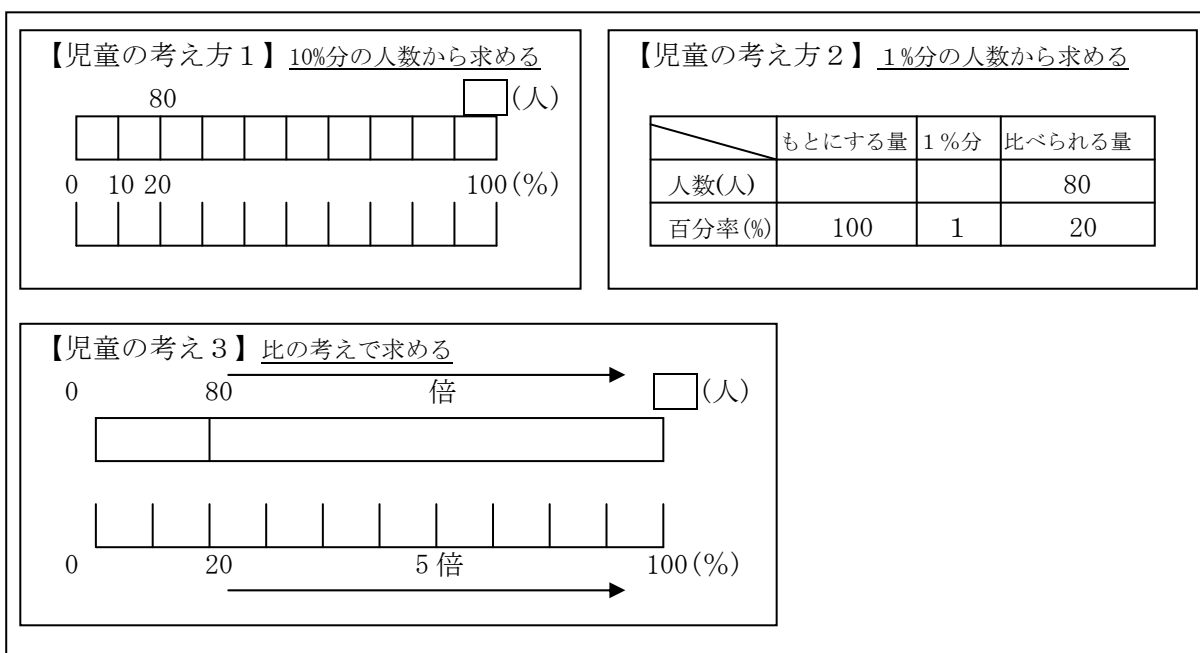 【児童の考え方１】10%分の人数から求める
80 (人)
0 10 20 100(％)
【児童の考え方２】１%分の人数から求める
もとにする量 １％分 比べられる量
人数(人) 80
百分率(%) 100 1 20
【児童の考え３】比の考えで求める
0 80 倍 (人)
0 20 5倍 100(％)